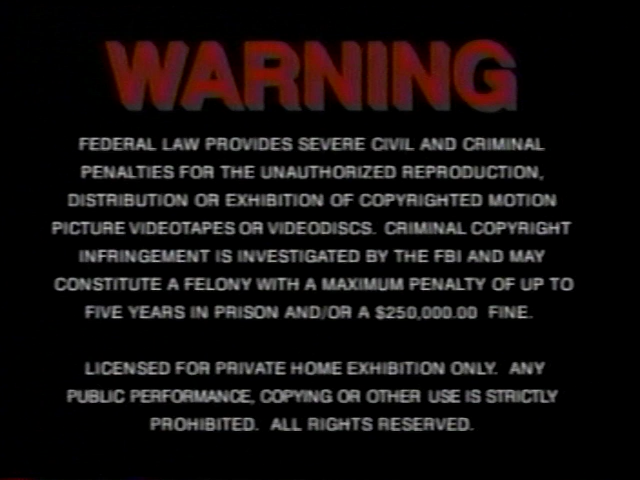 WARNING
FEDERAL LAW PROVIDES SEVERE CIVIL AND CRIMINAL
PENALTIES FOR THE UNAUTHORIZED REPRODUCTION,
DISTRIBUTION OR EXHIBITION OF COPYRIGHTED MOTION
PICTURE VIDEOTAPES OR VIDEODISCS. CRIMINAL COPYRIGHT
INFRINGEMENT IS INVESTIGATED BY THE FBI AND MAY
CONSTITUTE A FELONY WITH A MAXIMUM PENALTY OF UP TO
FIVE YEARS IN PRISON AND/OR A $250,000.00 FINE.
LICENSED FOR PRIVATE HOME EXHIBITION ONLY. ANY
PUBLIC PERFORMANCE, COPYING OR OTHER USE IS STRICTLY
PROHIBITED. ALL RIGHTS RESERVED.